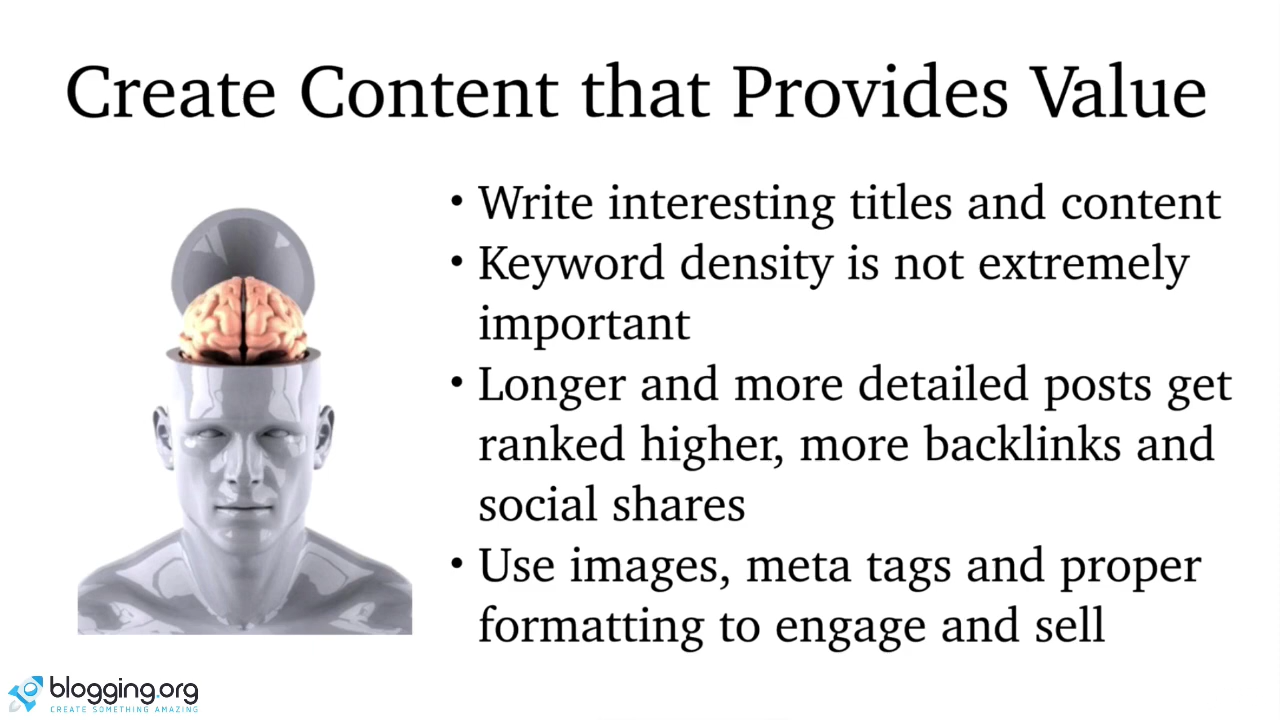 Create Content that Provides Value
• Write interesting titles and content
• Keyword density is not extremely
important
• Longer and more detailed posts get
ranked higher, more backlinks and
social shares
• Use images, meta tags and proper
formatting to engage and sell
blogging.org
CREATE SOMETHING AMAZING